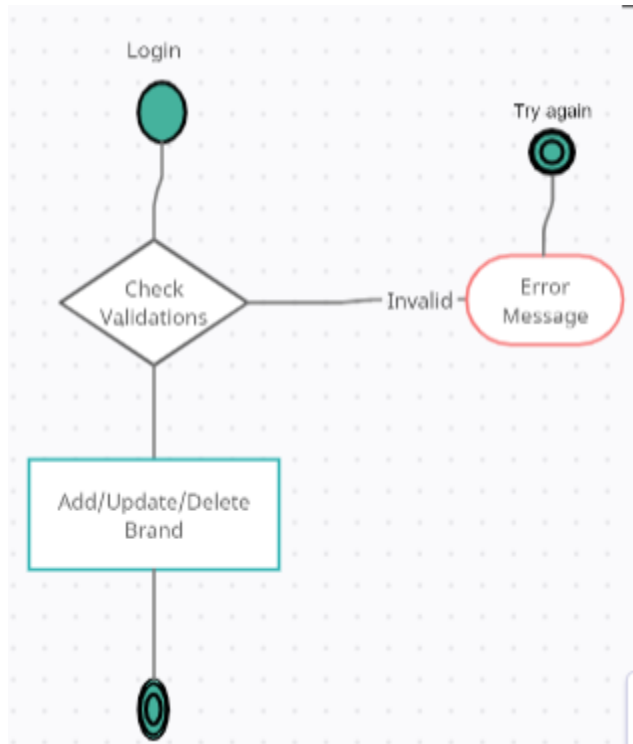 Login
Try again
Check
Validations
Invalid
Error
Message
Add/Update/Delete
Brand